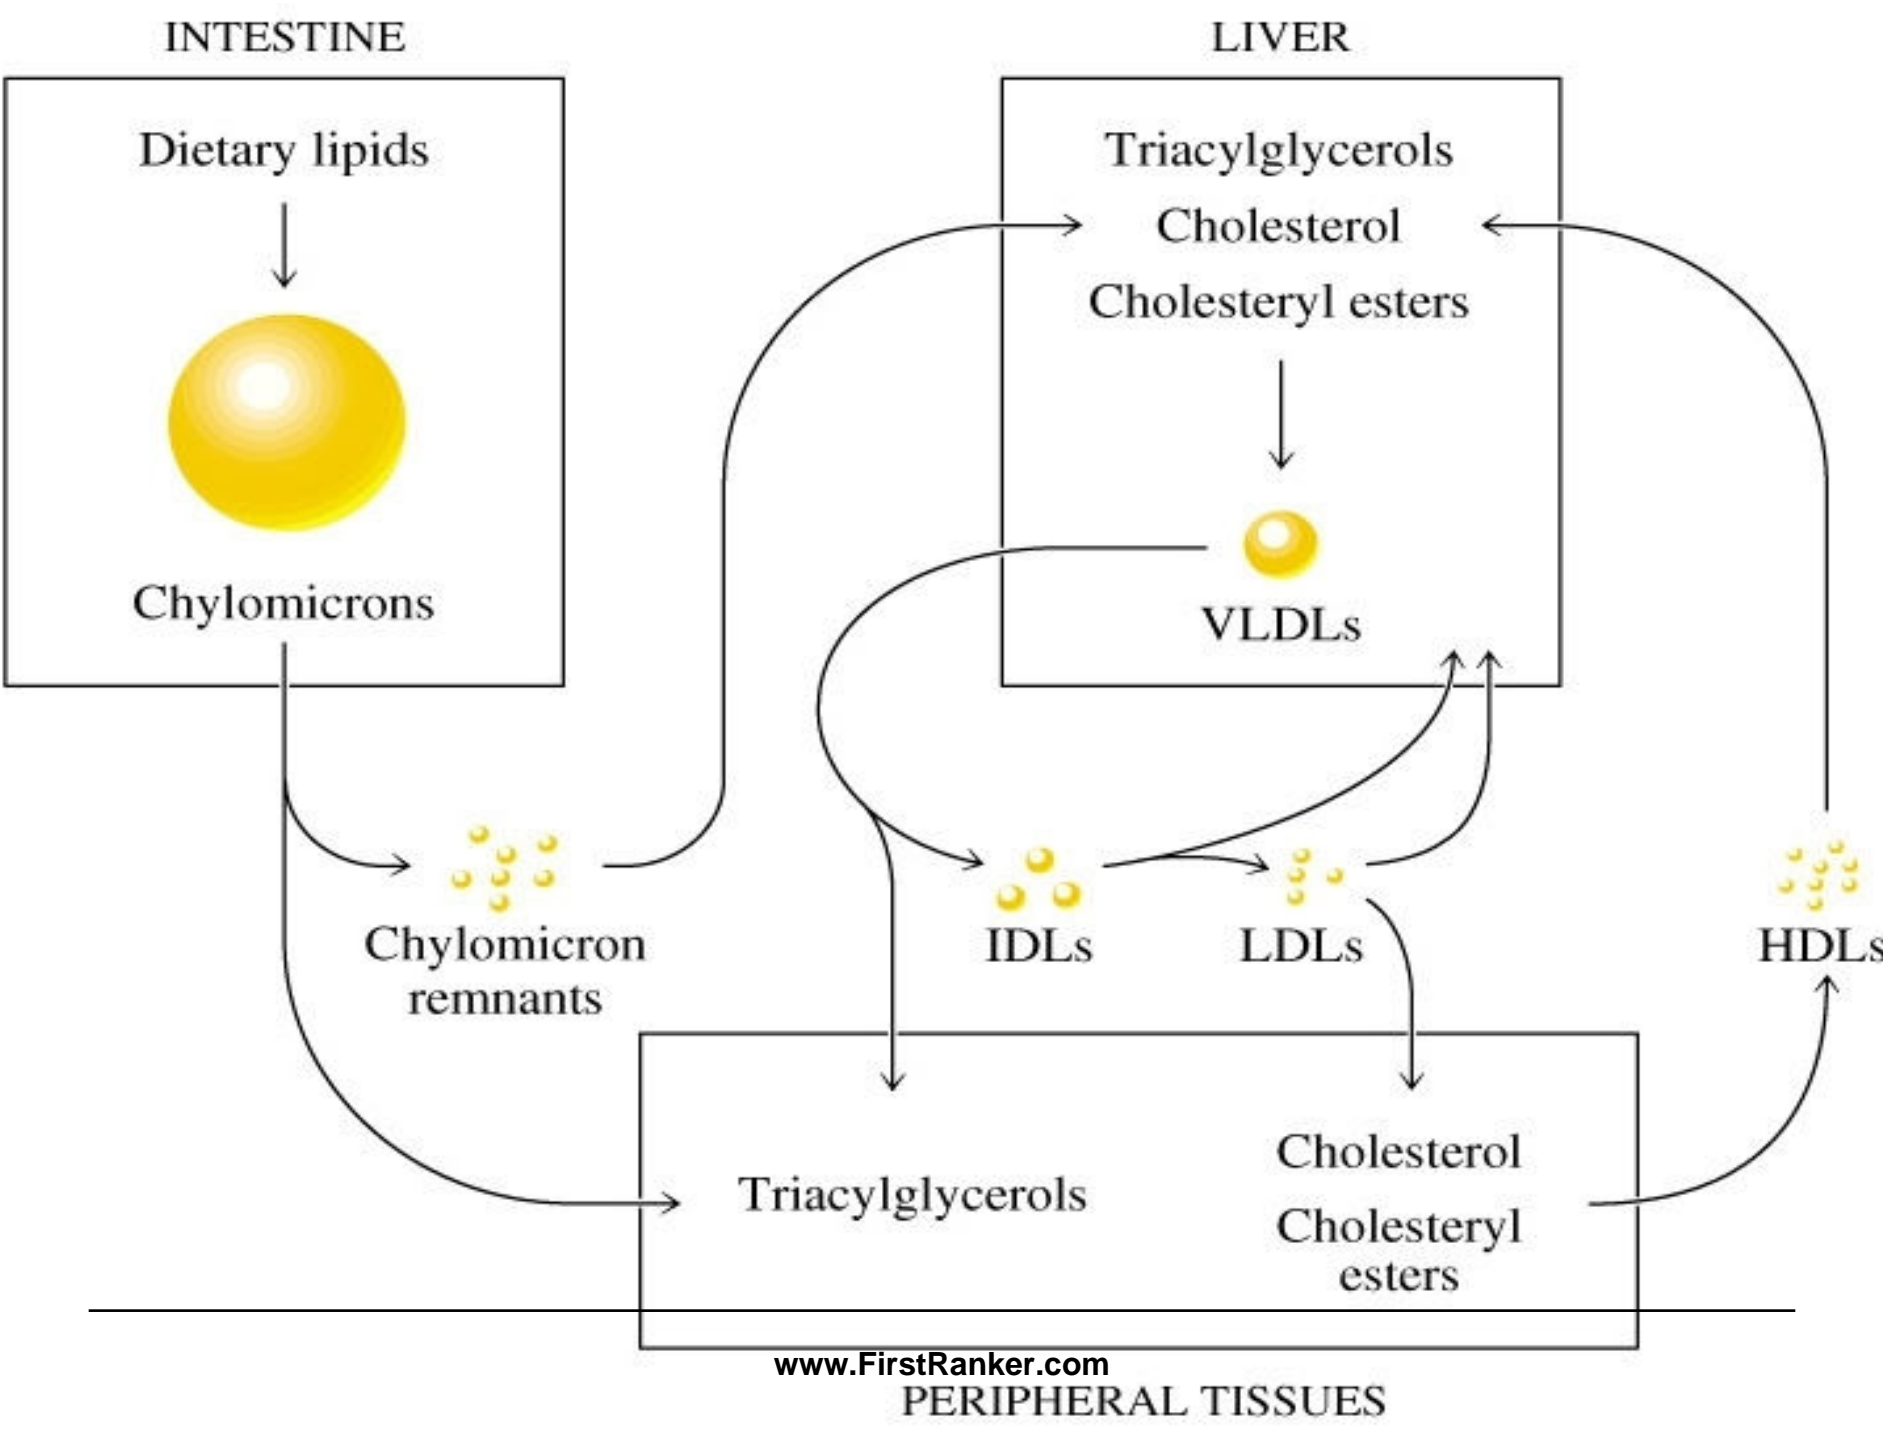 INTESTINE
Dietary lipids
Chylomicrons
LIVER
Triacylglycerols
Cholesterol
Cholesteryl esters
VLDLs
Chylomicron
remnants
IDLs
LDLs
HDLs
Triacylglycerols
Cholesterol
Cholesteryl
esters
www.FirstRanker.com
PERIPHERAL TISSUES